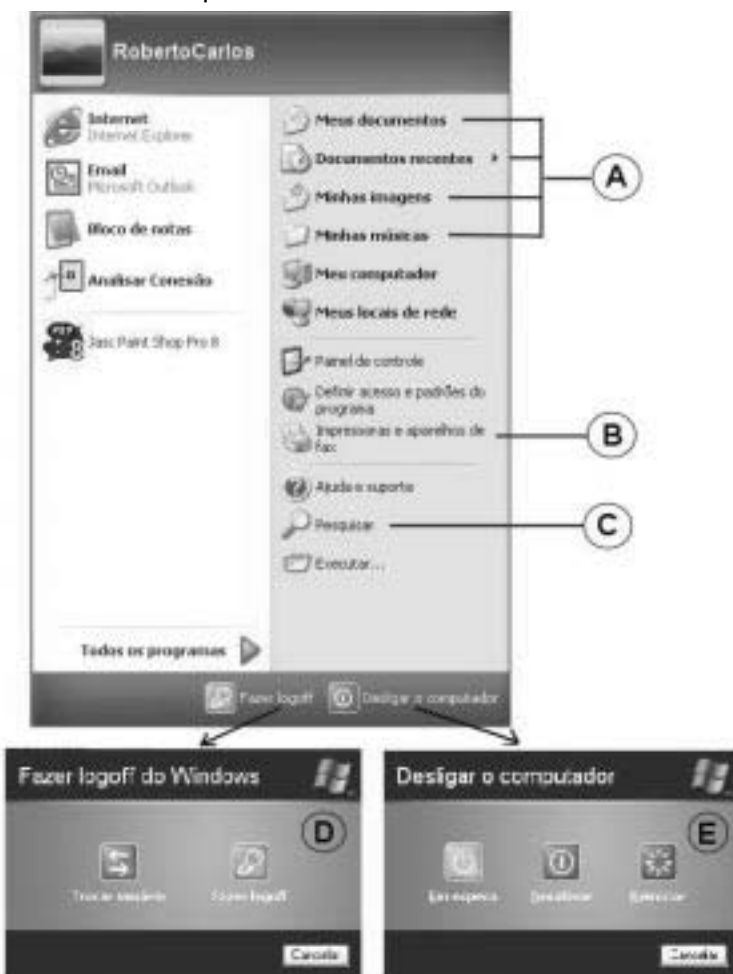 RobertoCarlos
Internet
Internet Explorer
Email
Microsoft Outlook
Bloco de notas
Analisar Conexão
Jasc Paint Shop Pro 8
Todos os programas
Meus documentos
Documentos recentes
Minhas imagens
Minhas músicas
Meu computador
Meus locais de rede
Painel de controle
Definir acesso e padrões do
programa
Impressoras e aparelhos de
fax
Ajuda e suporte
Pesquisar
Executar...
A
B
C
Fazer logoff
Desligar o computador
Fazer logoff do Windows
D
Trocar usuário
Fazer logoff
Cancelar
Desligar o computador
E
Em espera
Desativar
Reiniciar
Cancelar